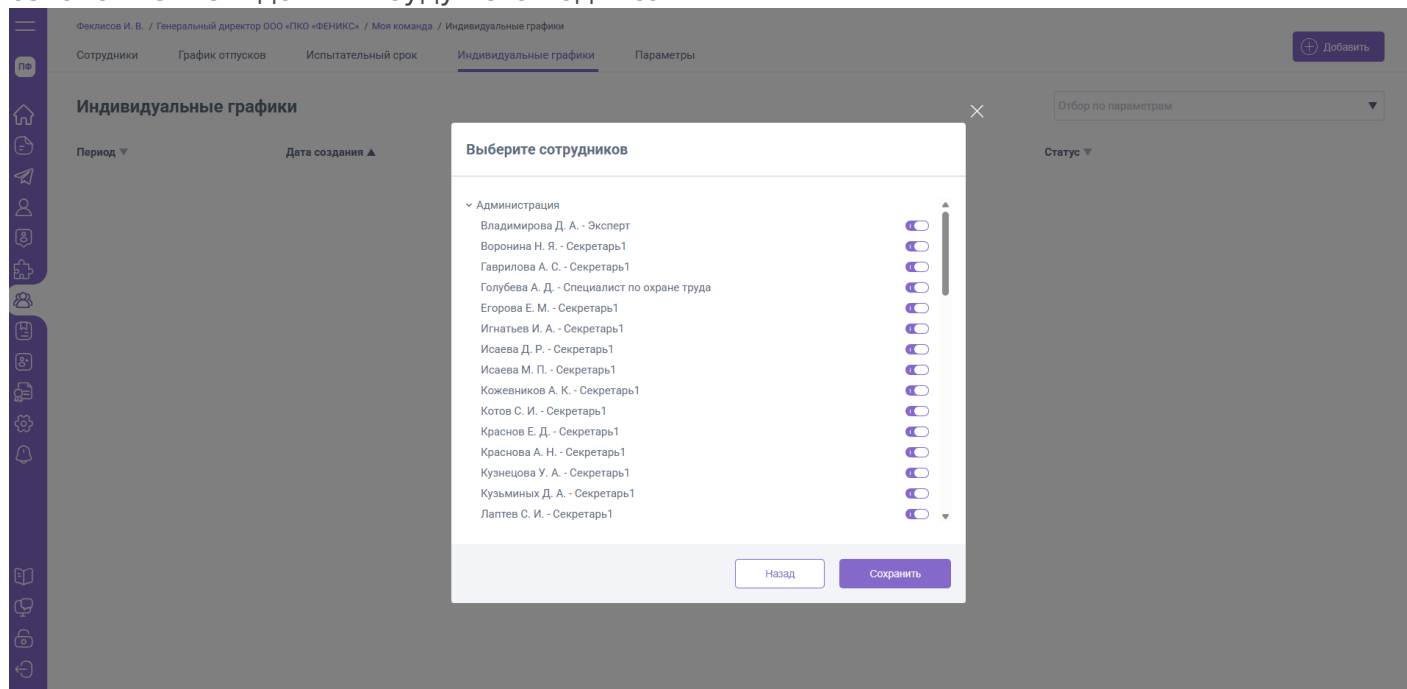 Феклисов И. В. / Генеральный директор ООО «ПКО «ФЕНИКС» / Моя команда / Индивидуальные графики
Сотрудники График отпусков Испытательный срок Индивидуальные графики Параметры
Добавить
ПФ
Индивидуальные графики
Отбор по параметрам
Период Дата создания Статус
Выберите сотрудников
Администрация
Владимирова Д. А. - Эксперт
Воронина Н. Я. - Секретарь1
Гаврилова А. С. - Секретарь1
Голубева А. Д. - Специалист по охране труда
Егорова Е. М. - Секретарь1
Игнатьев И. А. - Секретарь1
Исаева Д. Р. - Секретарь1
Исаева М. П. - Секретарь1
Кожевников А. К. - Секретарь1
Котов С. И. - Секретарь1
Краснов Е. Д. - Секретарь1
Краснова А. Н. - Секретарь1
Кузнецова У. А. - Секретарь1
Кузьминых Д. А. - Секретарь1
Лаптев С. И. - Секретарь1
Назад Сохранить